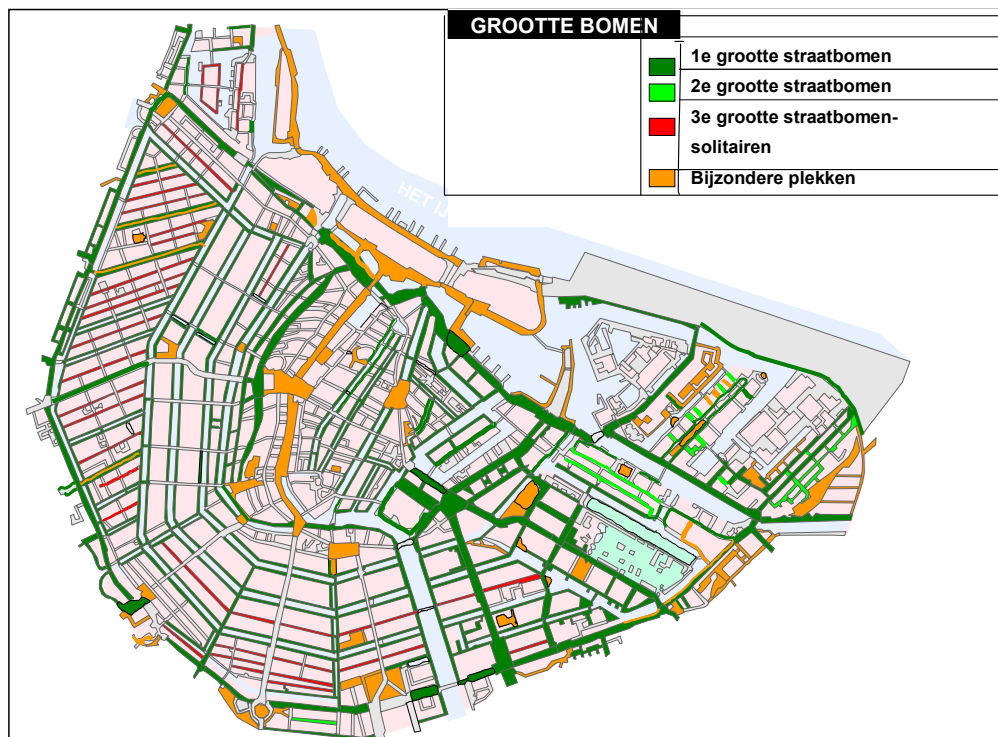 GROOTTE BOMEN
1e grootte straatbomen
2e grootte straatbomen
3e grootte straatbomen-
solitairen
Bijzondere plekken
HET IJ